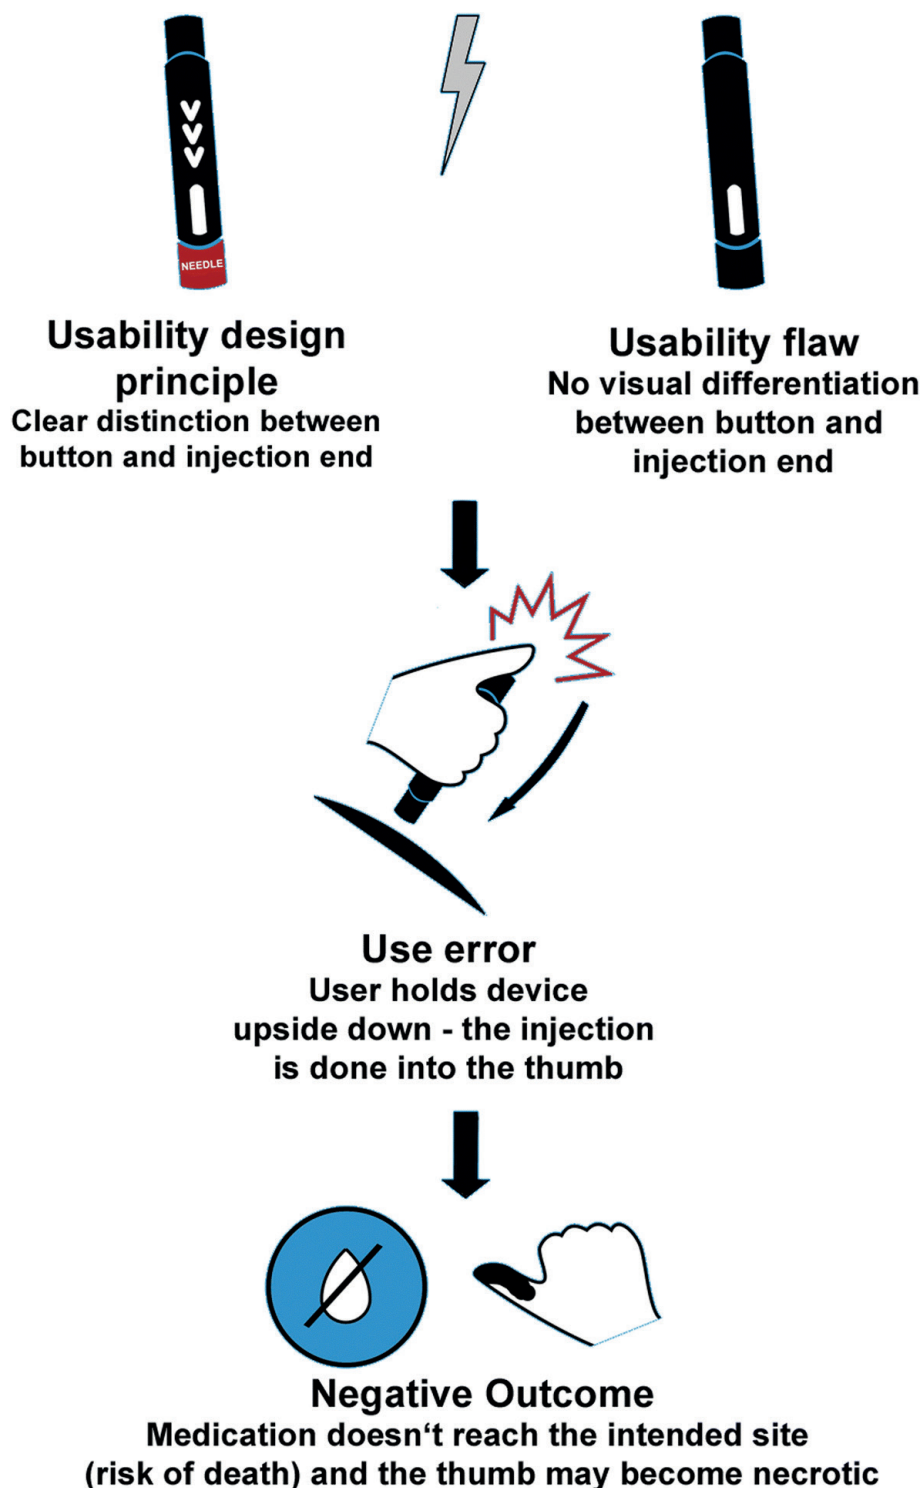 NEEDLE
Usability design
principle
Clear distinction between
button and injection end
Usability flaw
No visual differentiation
between button and
injection end
Use error
User holds device
upside down - the injection
is done into the thumb
Negative Outcome
Medication doesn‘t reach the intended site
(risk of death) and the thumb may become necrotic